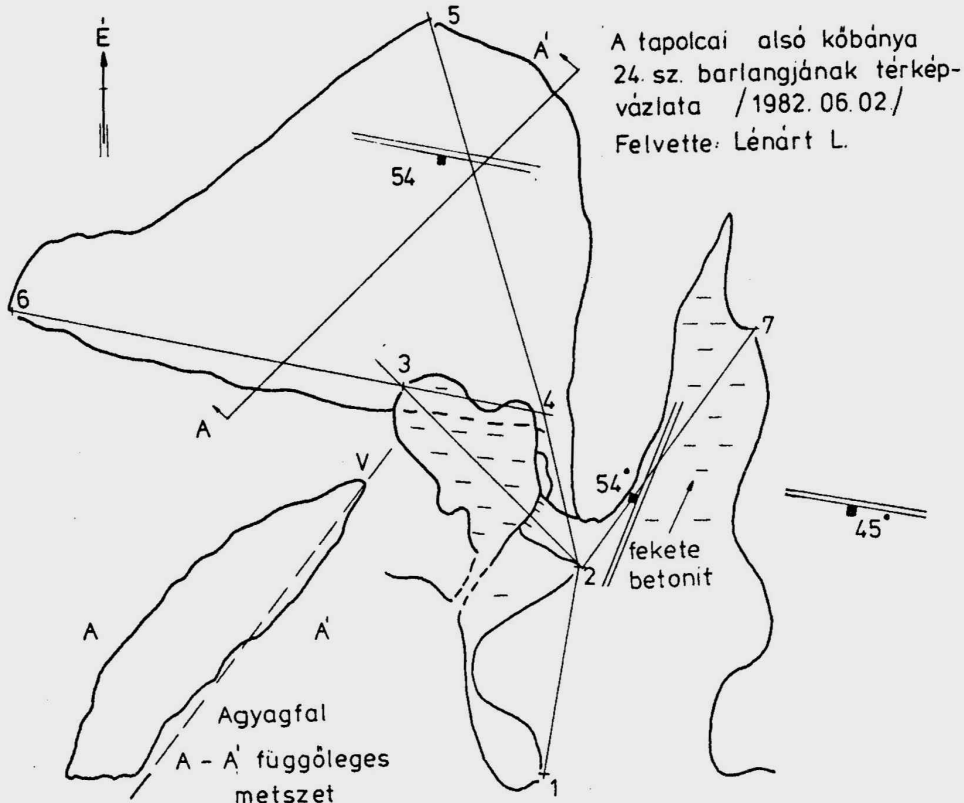 É
5
A'
A tapolcai alsó kőbánya
24. sz. barlangjának térkép-
vázlata /1982. 06. 02./
Felvette: Lénárt L.
54
6
3
4
7
A
V
54°
45°
fekete
betonit
2
A
A'
Agyagfal
A - A' függőleges
metszet
1